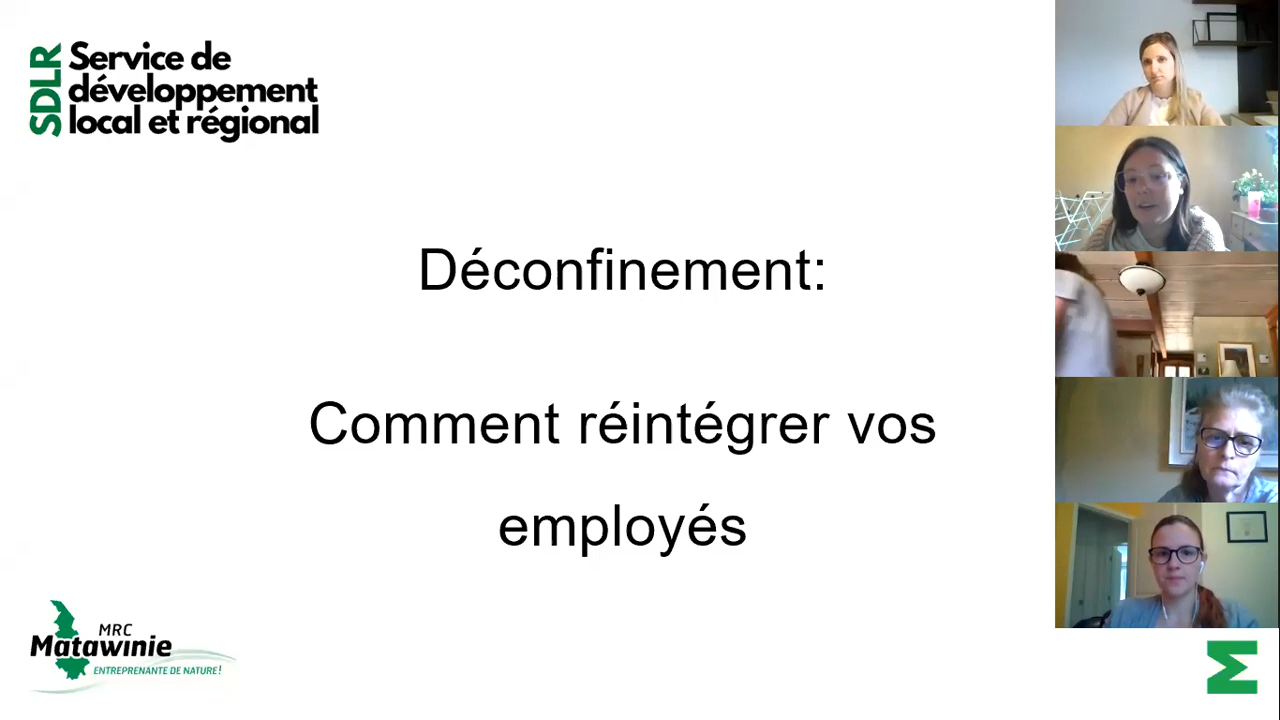 SDLR
Service de
développement
local et régional
Déconfinement:
Comment réintégrer vos
employés
MRC
Matawinie
ENTREPRENANTE DE NATURE!